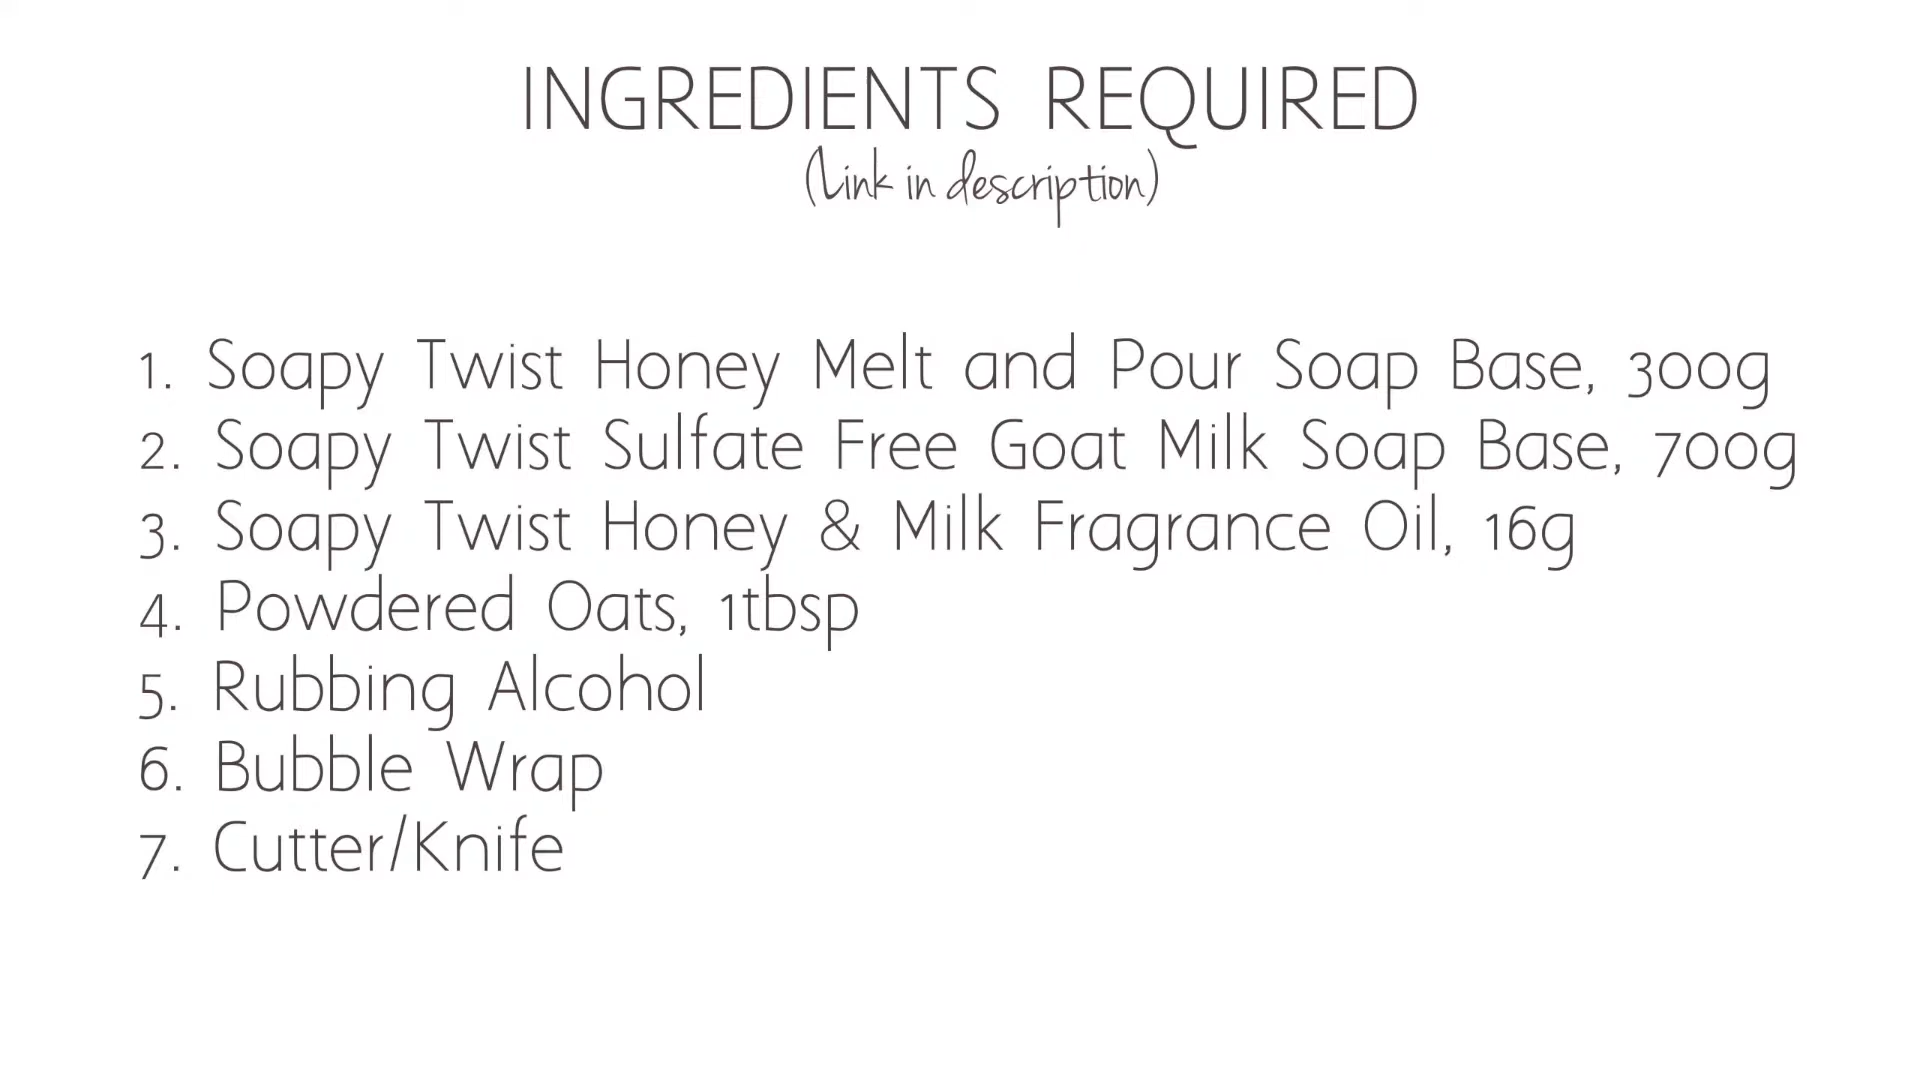 INGREDIENTS REQUIRED
(Link in description)
1. Soapy Twist Honey Melt and Pour Soap Base, 300g
2. Soapy Twist Sulfate Free Goat Milk Soap Base, 700g
3. Soapy Twist Honey & Milk Fragrance Oil, 16g
4. Powdered Oats, 1tbsp
5. Rubbing Alcohol
6. Bubble Wrap
7. Cutter/Knife